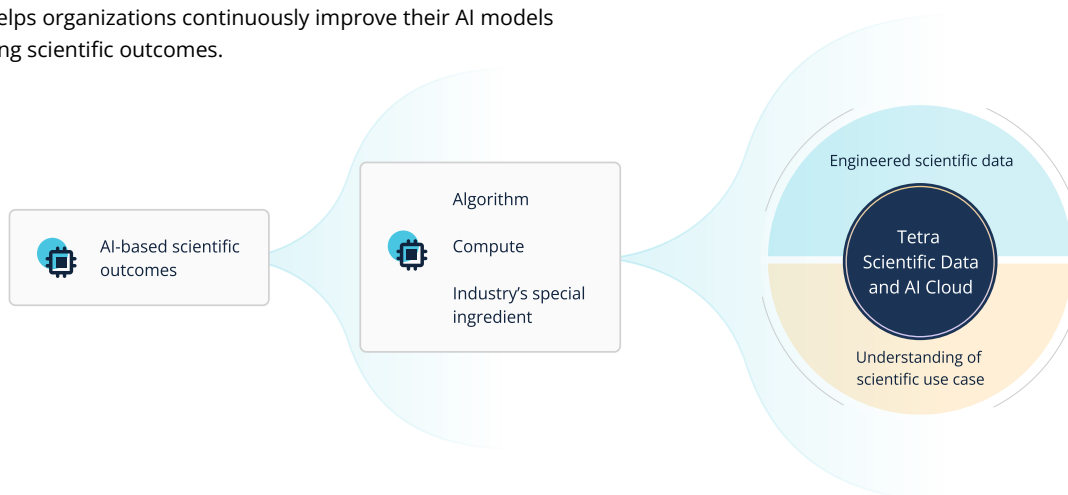 elps organizations continuously improve their AI models
ng scientific outcomes.
AI-based scientific
outcomes
Algorithm
Compute
Industry’s special
ingredient
Engineered scientific data
Tetra
Scientific Data
and AI Cloud
Understanding of
scientific use case